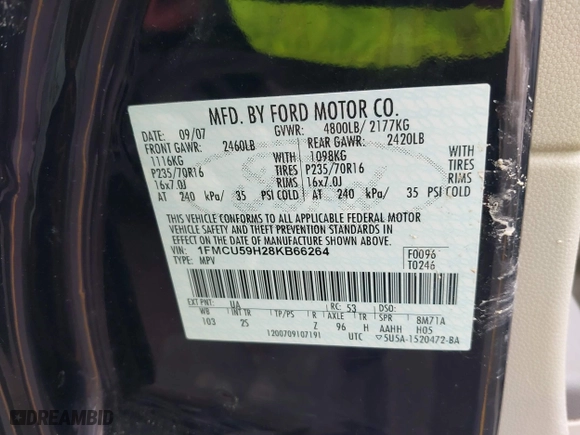 MFD. BY FORD MOTOR CO.
DATE: 09/07 GVWR: 4800LB/ 2177KG
FRONT GAWR: 2460LB REAR GAWR: 2420LB
1116KG WITH 1098KG WITH
P235/70R16 TIRES P235/70R16 TIRES
16x7.0J RIMS 16x7.0J RIMS
AT 240 kPa/ 35 PSI COLD AT 240 kPa/ 35 PSI COLD
THIS VEHICLE CONFORMS TO ALL APPLICABLE FEDERAL MOTOR
VEHICLE SAFETY AND THEFT PREVENTION STANDARDS IN EFFECT
ON THE DATE OF MANUFACTURE SHOWN ABOVE.
VIN: 1FMCU59H28KB66264 F0096
TYPE: MPV T0246
EXT PNT: UA RC: 53 DSO:
WB INT TR TP/PS R AXLE TR SPR 8M71A
103 25 Z 96 H AAHH H05
1200709107191 UTC 5U5A-1520472-BA
DREAMBID